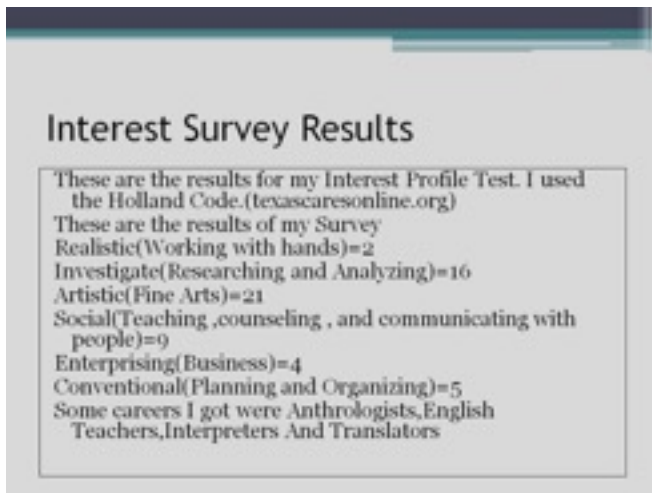 Interest Survey Results
These are the results for my Interest Profile Test. I used
the Holland Code.(texascaresonline.org)
These are the results of my Survey
Realistic(Working with hands)=2
Investigate(Researching and Analyzing)=16
Artistic(Fine Arts)=21
Social(Teaching ,counseling , and communicating with
people)=9
Enterprising(Business)=4
Conventional(Planning and Organizing)=5
Some careers I got were Anthrologists,English
Teachers,Interpreters And Translators